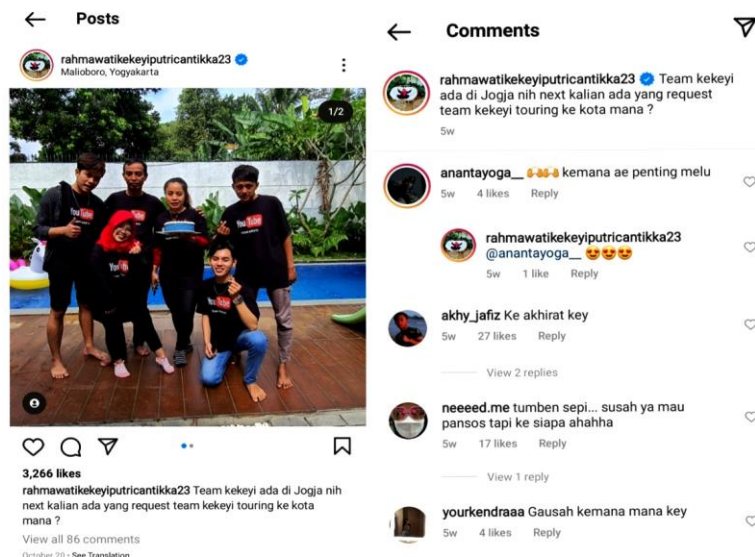 Posts
rahmawatikekeyiputricantikka23
Malioboro, Yogyakarta
1/2
YouTube
YouTube
YouTube
YouTube
3,266 likes
rahmawatikekeyiputricantikka23 Team kekeyi ada di Jogja nih
next kalian ada yang request team kekeyi touring ke kota
mana ?
View all 86 comments
October 20 • See Translation
Comments
rahmawatikekeyiputricantikka23 Team kekeyi
ada di Jogja nih next kalian ada yang request
team kekeyi touring ke kota mana ?
5w
anantayoga__ 🙌🙌 kemana ae penting melu
5w 4 likes Reply
rahmawatikekeyiputricantikka23
@anantayoga__ 😍😍😍
5w 1 like Reply
akhy_jafiz Ke akhirat key
5w 27 likes Reply
View 2 replies
neeeed.me tumben sepi... susah ya mau
pansos tapi ke siapa ahahha
5w 17 likes Reply
View 1 reply
yourkendraaa Gausah kemana mana key
5w 4 likes Reply